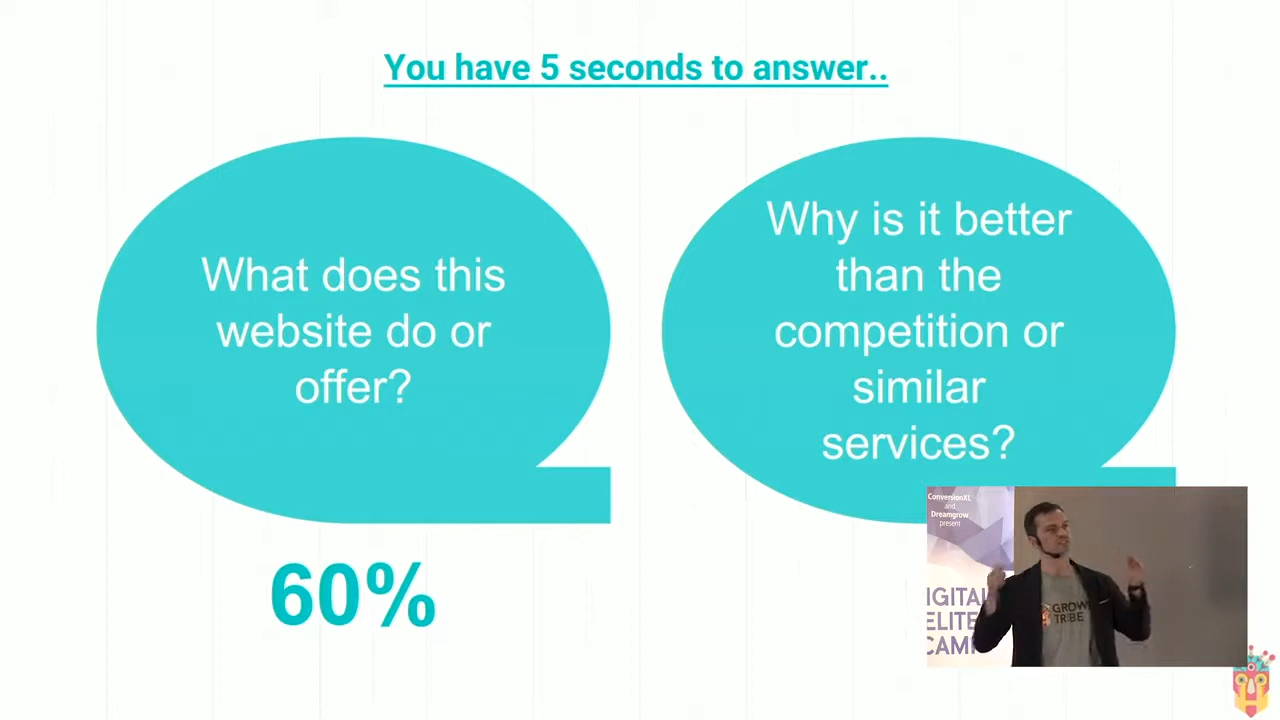 You have 5 seconds to answer..
What does this
website do or
offer?
Why is it better
than the
competition or
similar
services?
60%
ConversionXL
and
Dreamgrow
present
IGITAL
ELITE
CAMP
GROW
TRIBE